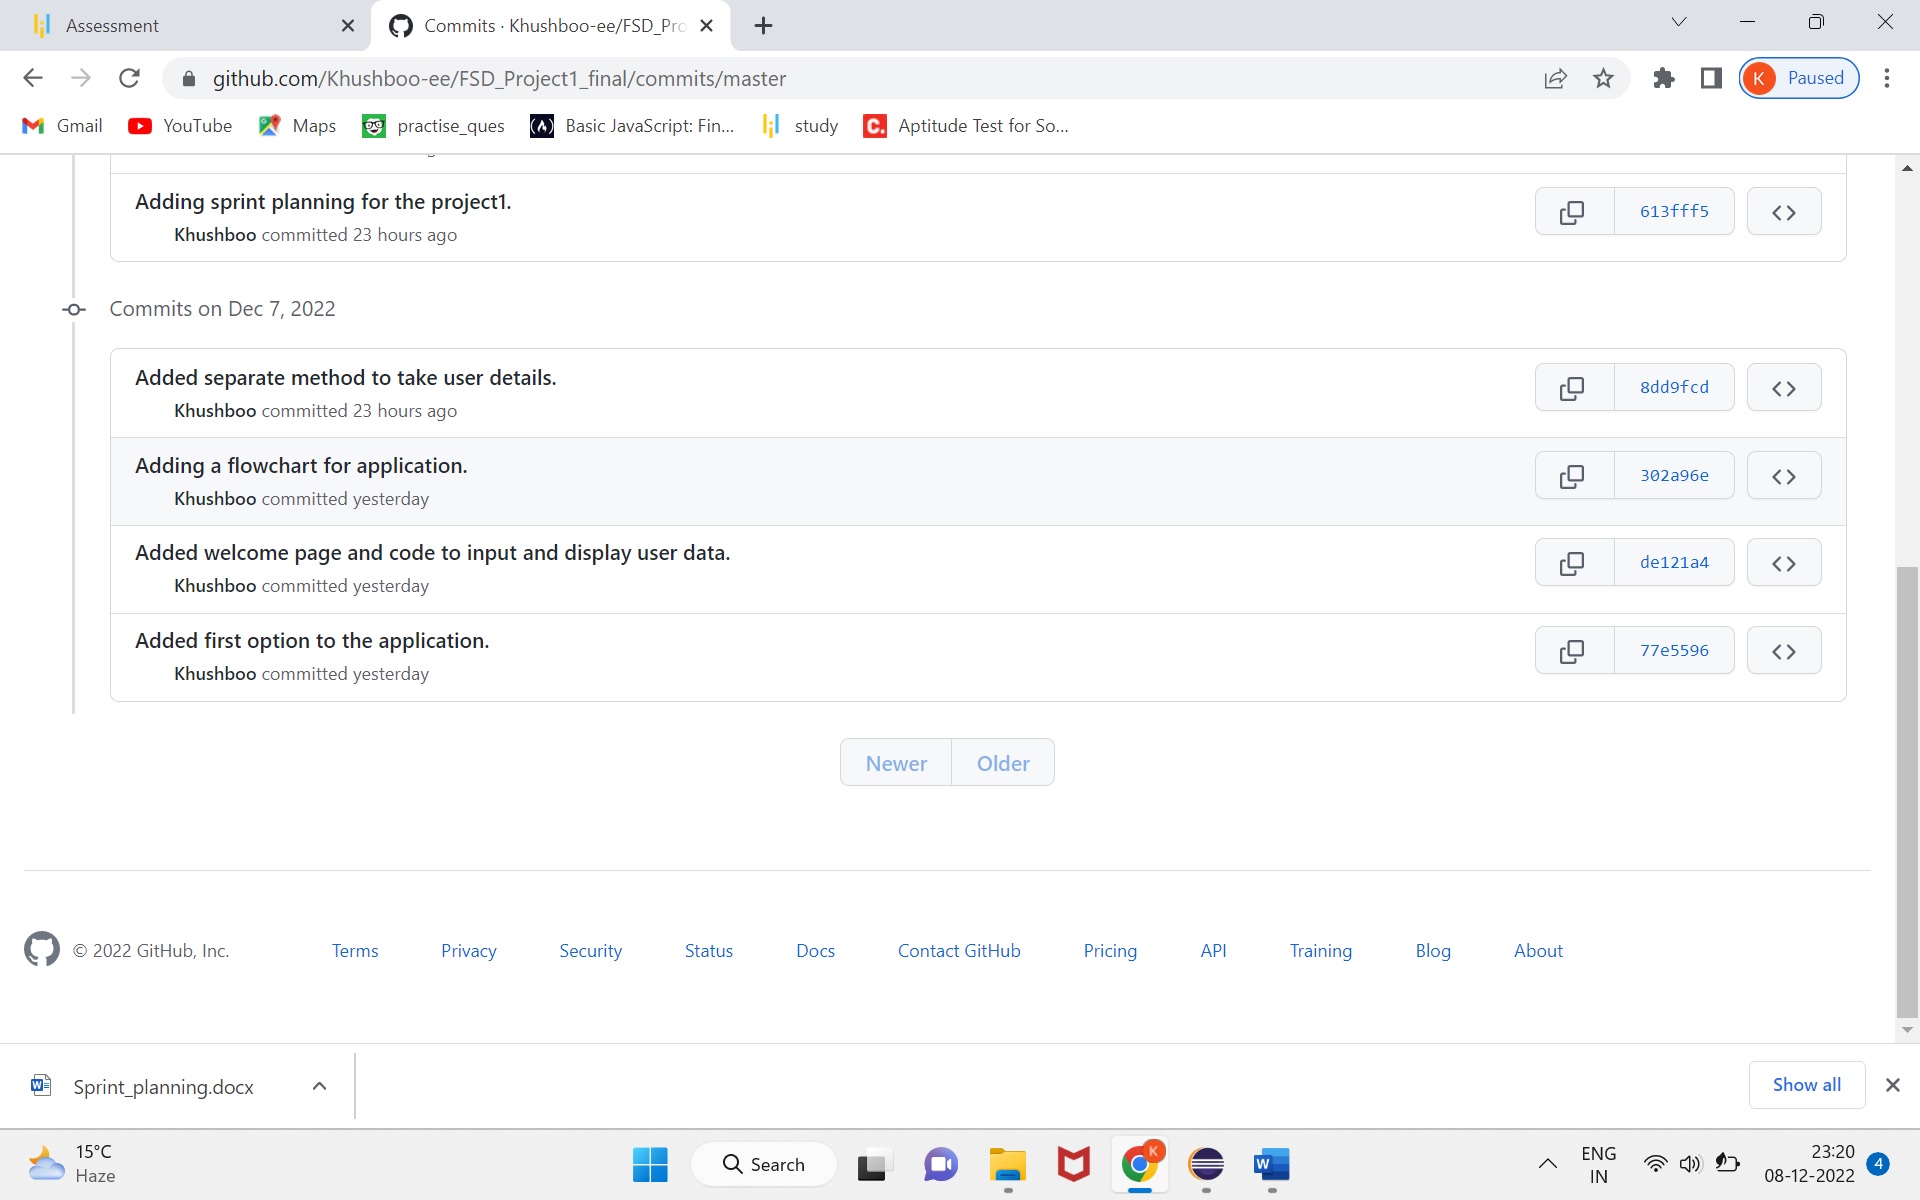 Assessment
Commits · Khushboo-ee/FSD_Pro
github.com/Khushboo-ee/FSD_Project1_final/commits/master
K Paused
Gmail YouTube Maps practise_ques Basic JavaScript: Fin... study Aptitude Test for So...
Adding sprint planning for the project1.
613fff5
Khushboo committed 23 hours ago
Commits on Dec 7, 2022
Added separate method to take user details.
8dd9fcd
Khushboo committed 23 hours ago
Adding a flowchart for application.
302a96e
Khushboo committed yesterday
Added welcome page and code to input and display user data.
de121a4
Khushboo committed yesterday
Added first option to the application.
77e5596
Khushboo committed yesterday
Newer Older
© 2022 GitHub, Inc. Terms Privacy Security Status Docs Contact GitHub Pricing API Training Blog About
Sprint_planning.docx
Show all
15°C
Haze
Search
ENG
IN
23:20
08-12-2022
4